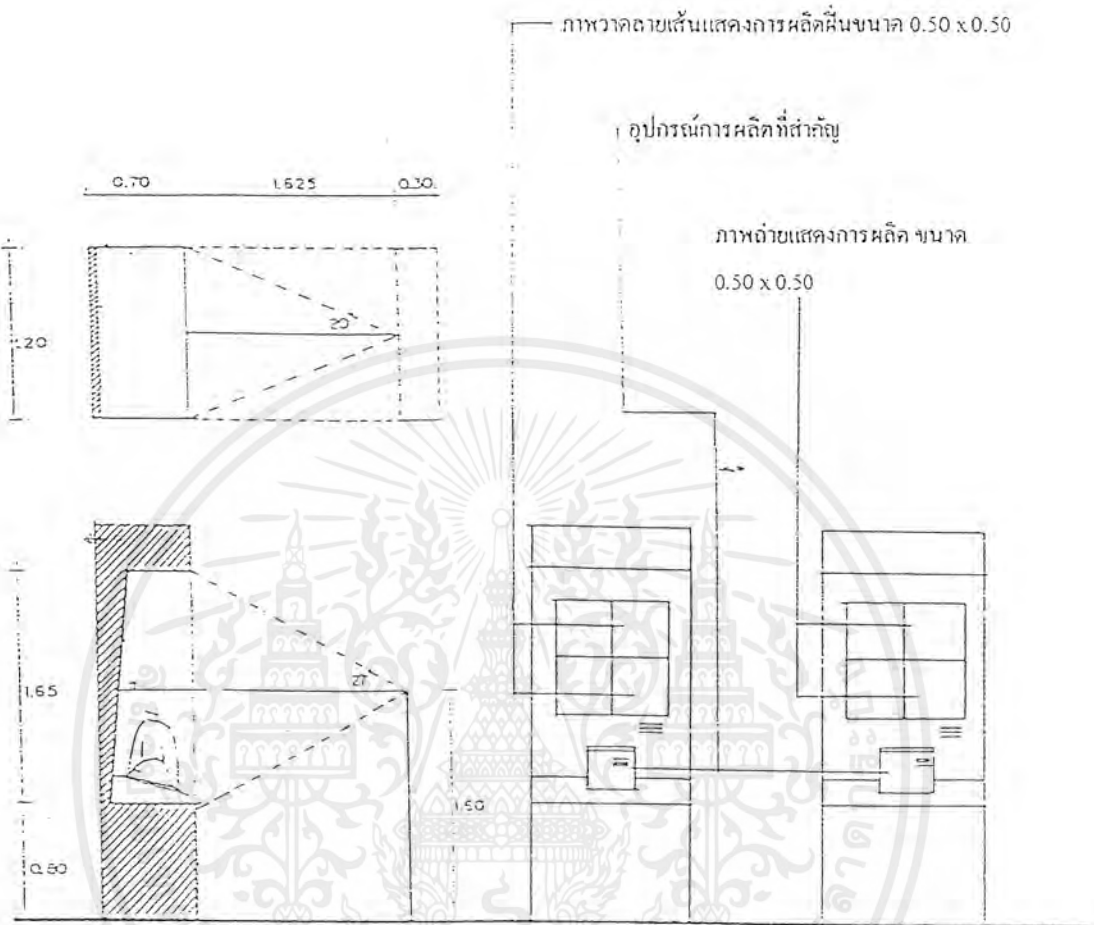 ภาพวาดลายเส้นแสดงการผลิตฝิ่นขนาด 0.50 x 0.50
อุปกรณ์การผลิตที่สำคัญ
ภาพถ่ายแสดงการผลิต ขนาด
0.50 x 0.50
0.70 1.625 0.30
1.20
20
1.65
27
1.50